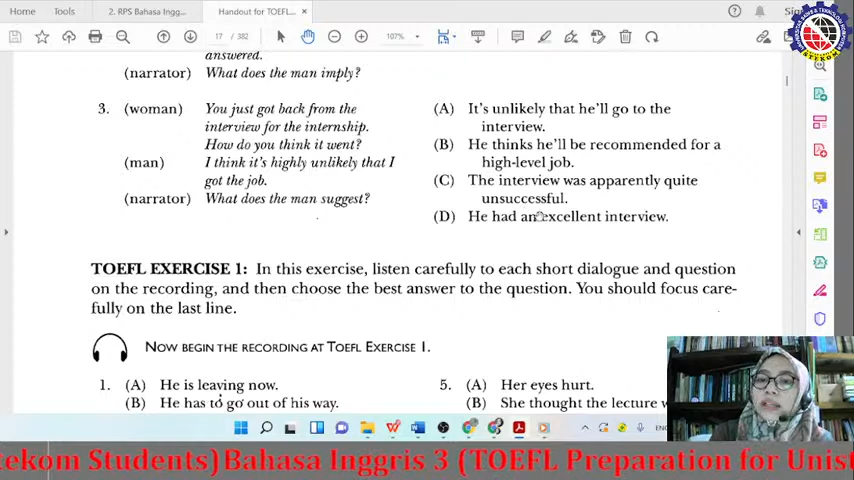 Home Tools 2. RPS Bahasa Ingg... Handout for TOEFL... × Sign
17 / 382 107%
answered.
(narrator) What does the man imply?
3. (woman) You just got back from the
interview for the internship.
How do you think it went?
(man) I think it's highly unlikely that I
got the job.
(narrator) What does the man suggest?
(A) It's unlikely that he'll go to the
interview.
(B) He thinks he'll be recommended for a
high-level job.
(C) The interview was apparently quite
unsuccessful.
(D) He had an excellent interview.
TOEFL EXERCISE 1: In this exercise, listen carefully to each short dialogue and question
on the recording, and then choose the best answer to the question. You should focus care-
fully on the last line.
NOW BEGIN THE RECORDING AT TOEFL EXERCISE 1.
1. (A) He is leaving now.
(B) He has to go out of his way.
5. (A) Her eyes hurt.
(B) She thought the lecture
ENG
STEKOM
tekom Students) Bahasa Inggris 3 (TOEFL Preparation for Unist